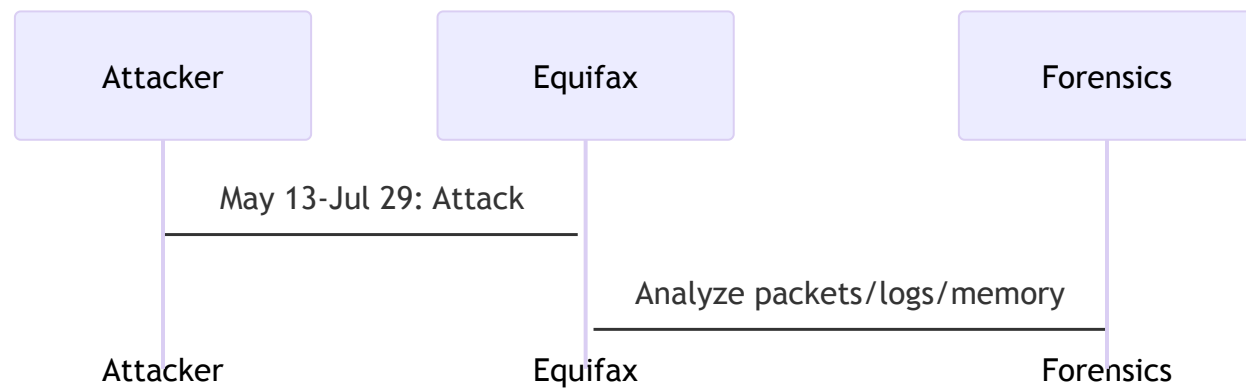 Attacker
Equifax
Forensics
May 13-Jul 29: Attack
Analyze packets/logs/memory
Attacker
Equifax
Forensics